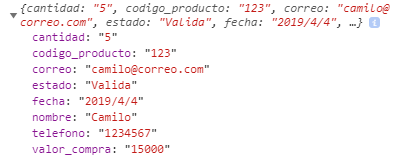 {cantidad: "5", codigo_producto: "123", correo: "camilo@
correo.com", estado: "Valida", fecha: "2019/4/4", …} i
cantidad: "5"
codigo_producto: "123"
correo: "camilo@correo.com"
estado: "Valida"
fecha: "2019/4/4"
nombre: "Camilo"
telefono: "1234567"
valor_compra: "15000"